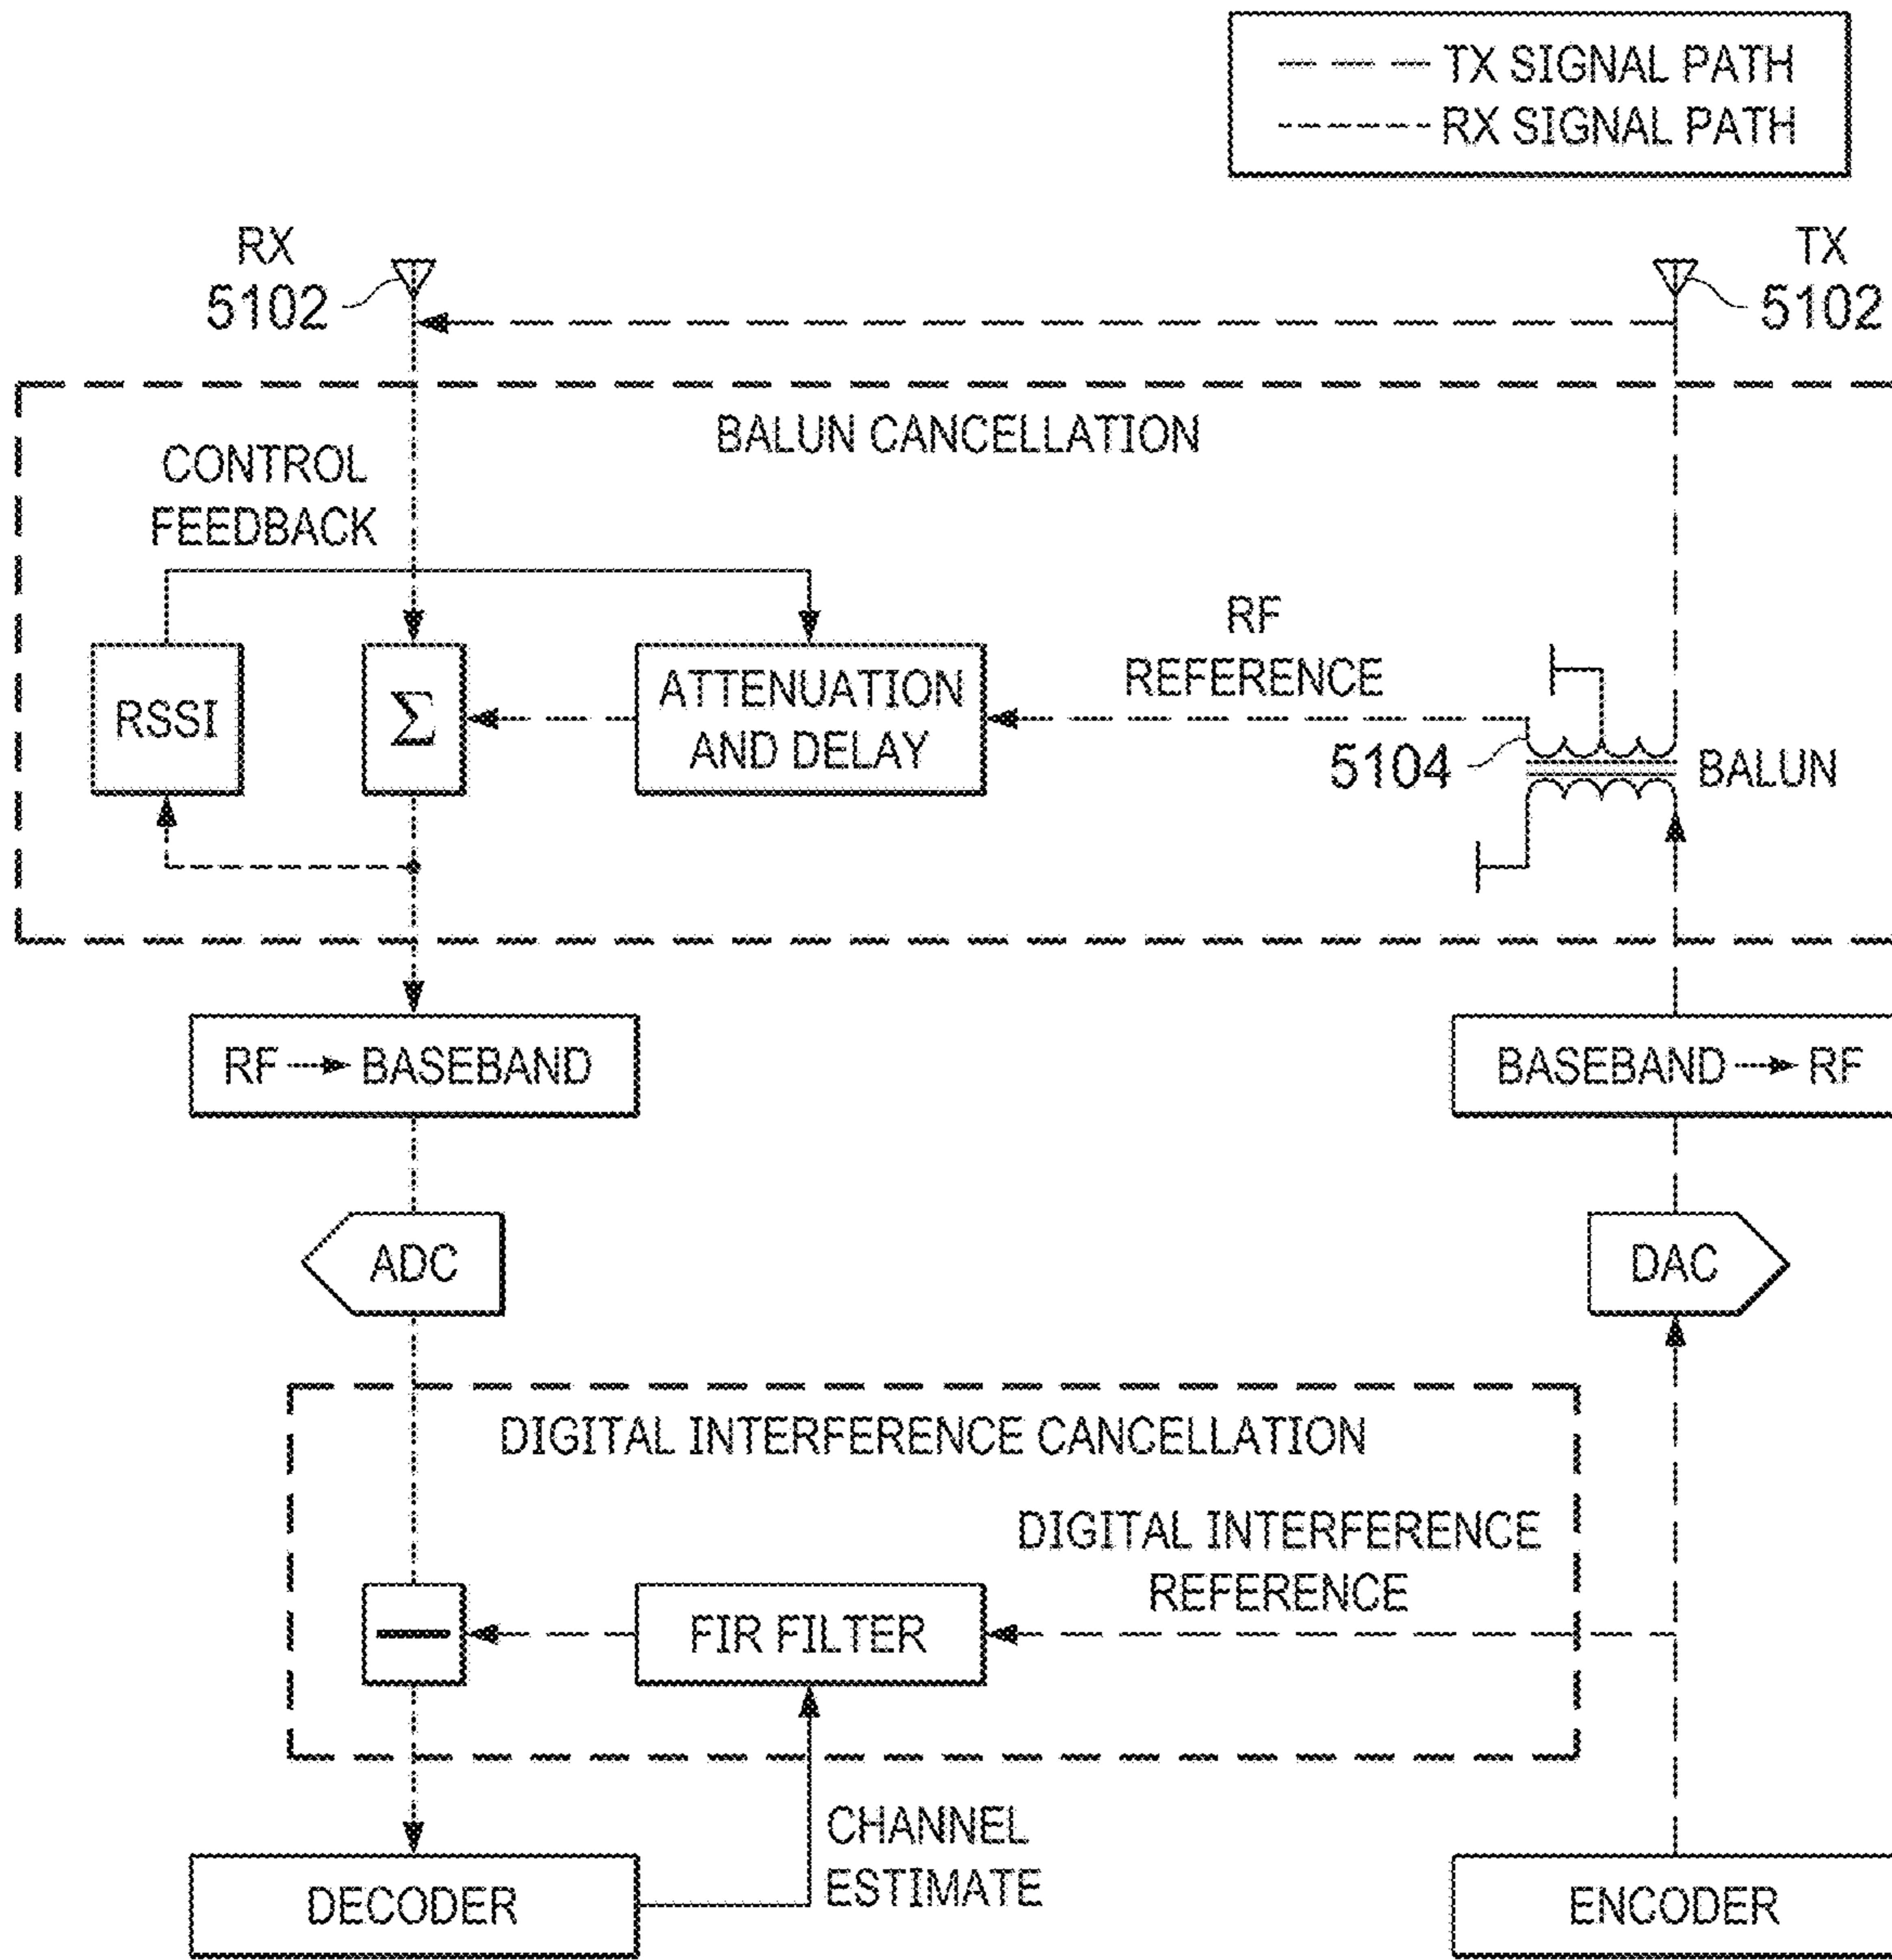 TX SIGNAL PATH
RX SIGNAL PATH
RX
5102
TX
5102
BALUN CANCELLATION
CONTROL
FEEDBACK
RSSI
Σ
ATTENUATION
AND DELAY
RF
REFERENCE
5104
BALUN
RF → BASEBAND
BASEBAND → RF
ADC
DAC
DIGITAL INTERFERENCE CANCELLATION
DIGITAL INTERFERENCE
REFERENCE
FIR FILTER
CHANNEL
ESTIMATE
DECODER
ENCODER